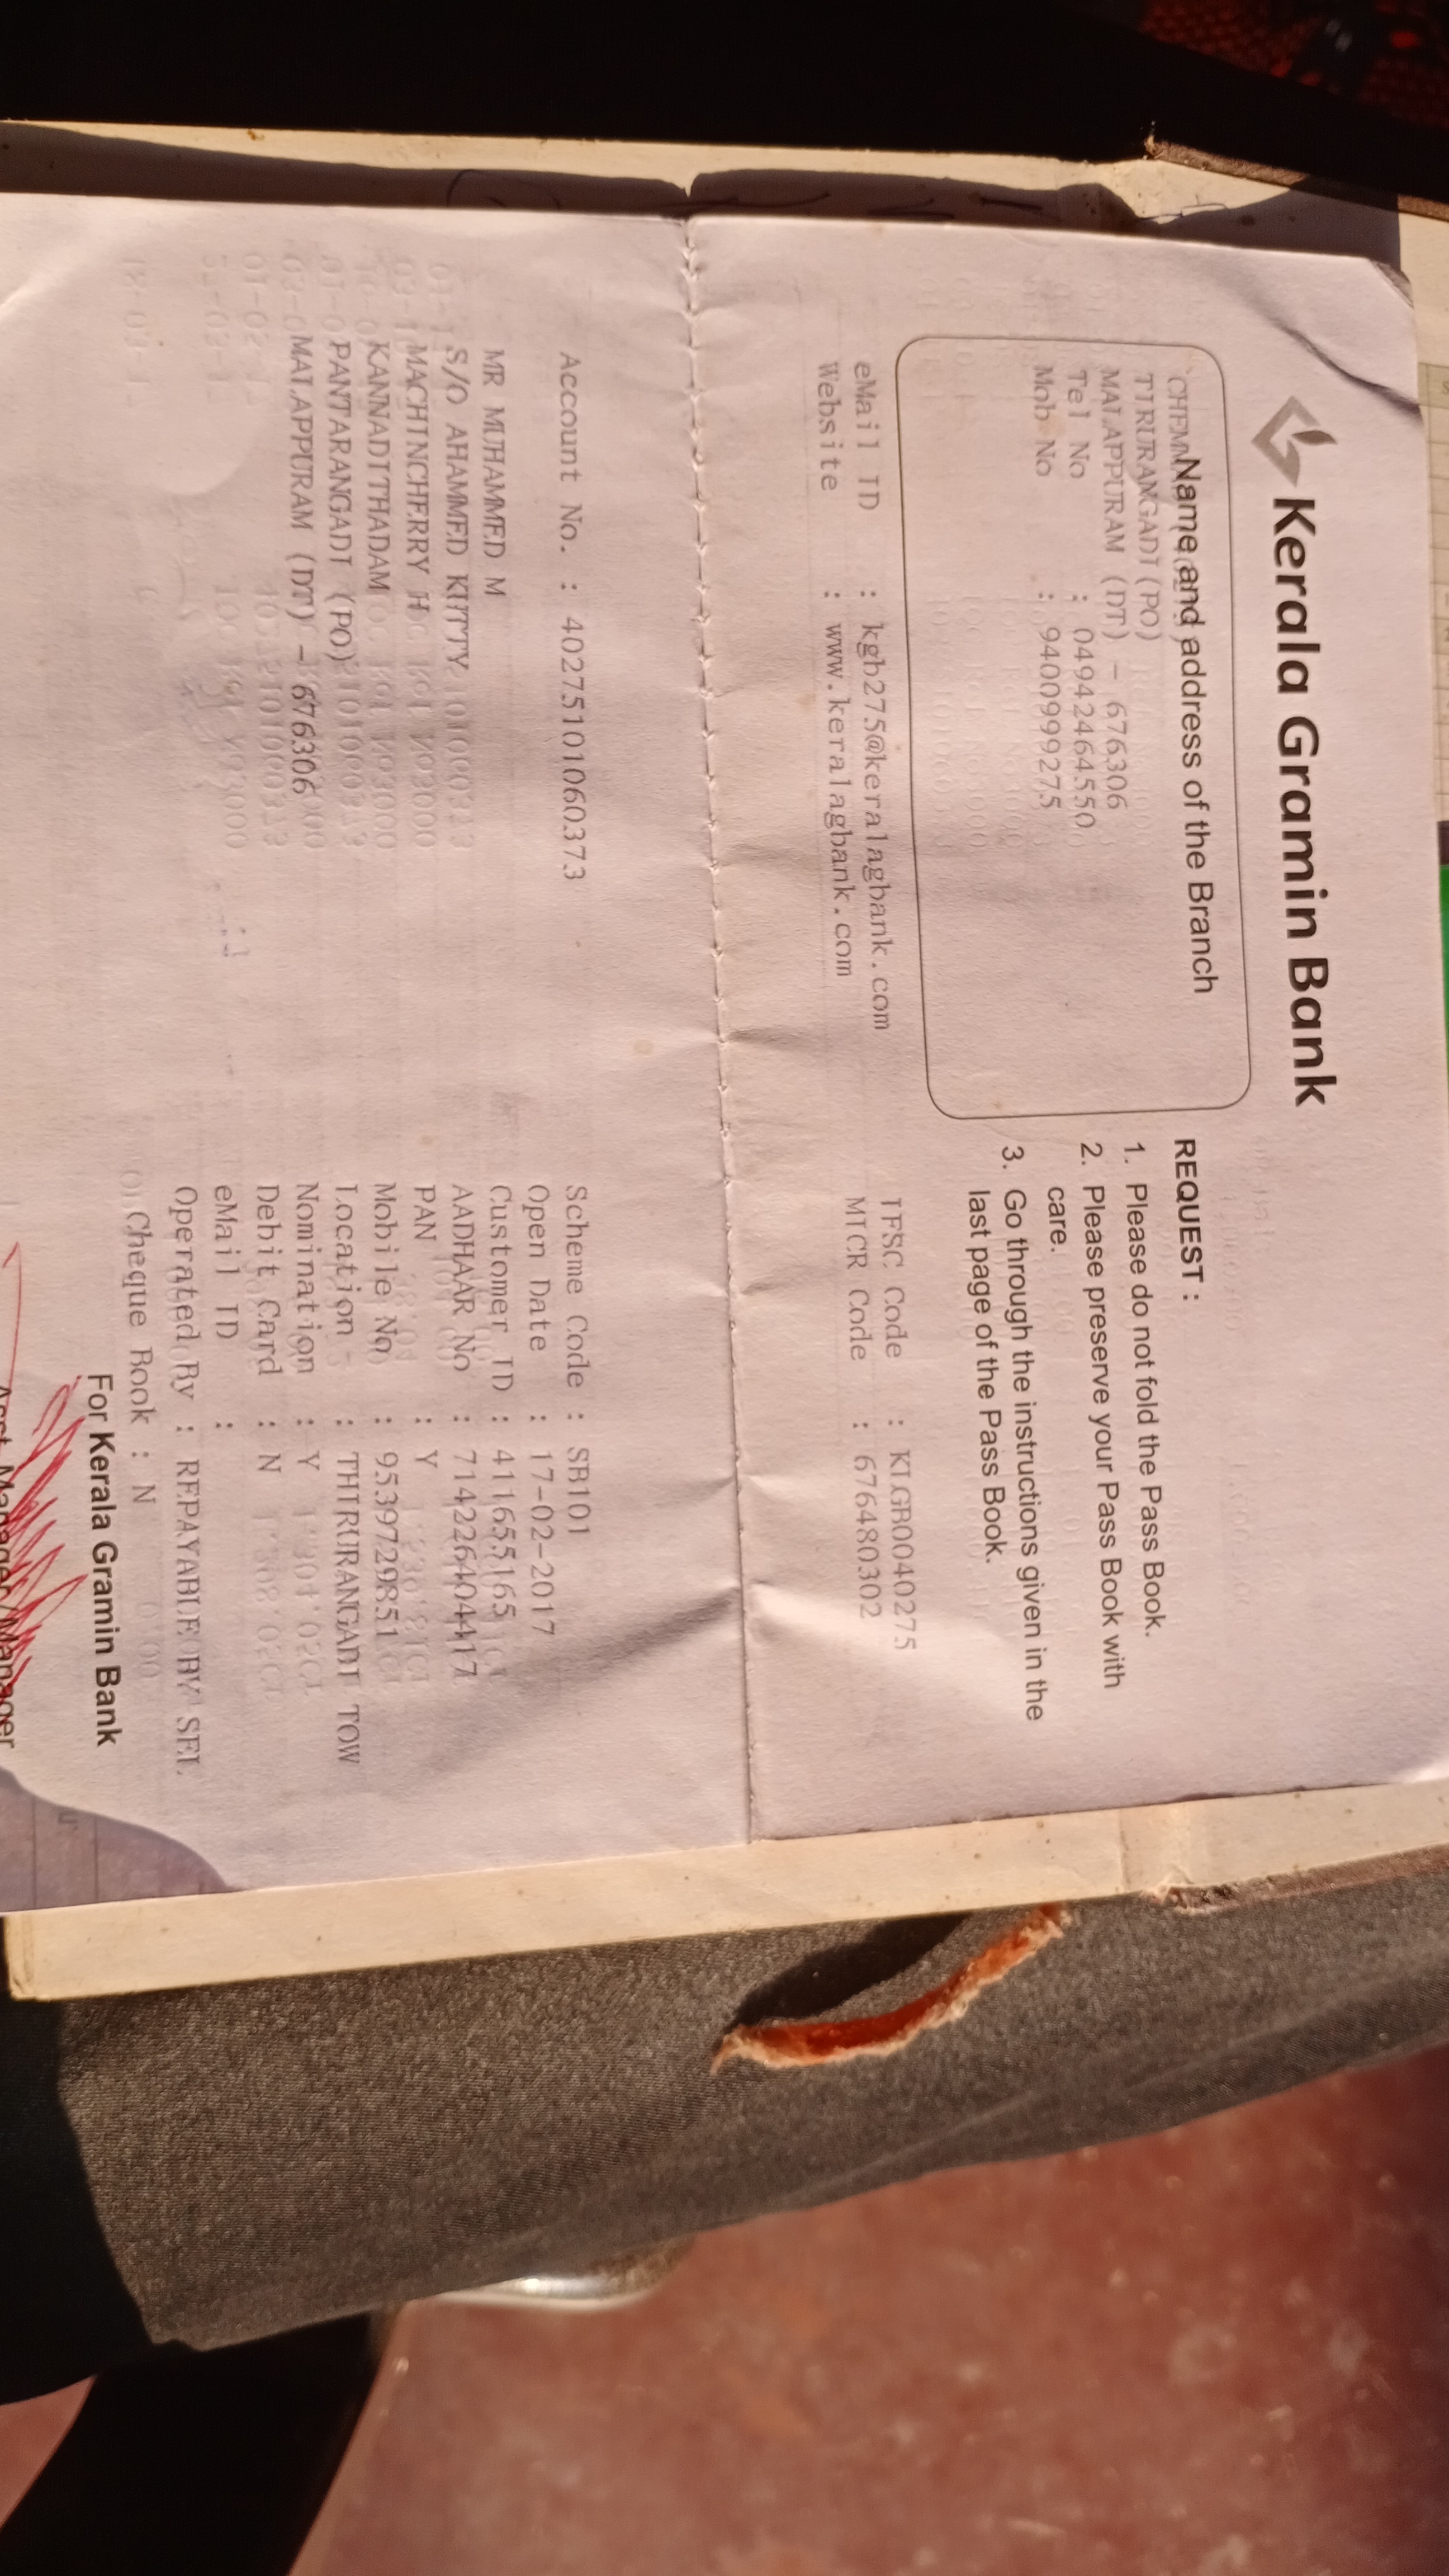 Kerala Gramin Bank
Name and address of the Branch
TIRURANGADI(PO)
MALAPPURAM (DT) - 676306
Tel No : 04942464550
Mob No : 9400999275
eMail ID : kgb275@keralagbank.com
Website : www.keralagbank.com
REQUEST :
1. Please do not fold the Pass Book.
2. Please preserve your Pass Book with
care.
3. Go through the instructions given in the
last page of the Pass Book.
IFSC Code : KLGB0040275
MICR Code : 676480302
Account No. : 40275101060373
MR MUHAMMED M
S/O AHAMMED KUTTY
MACHINCHERRY H
KANNADITHADAM
PANTARANGADI (PO)
MALAPPURAM (DT) - 676306
Scheme Code : SB101
Open Date : 17-02-2017
Customer ID : 411655165
AADHAAR No : 714226404417
PAN : Y
Mobile No : 9539729851
Location : THIRURANGADI TOW
Nomination : Y
Debit Card : N
eMail ID :
Operated By : REPAYABLE BY SEL
Cheque Book : N
For Kerala Gramin Bank
Asst. Manager/Manager